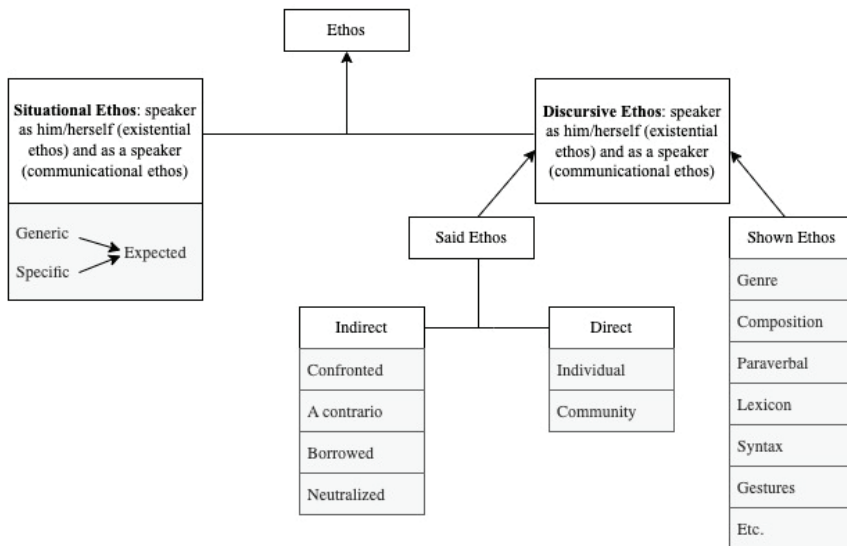 Ethos
Situational Ethos: speaker
as him/herself (existential
ethos) and as a speaker
(communicational ethos)
Generic
Specific
Expected
Discursive Ethos: speaker
as him/herself (existential
ethos) and as a speaker
(communicational ethos)
Said Ethos
Indirect
Confronted
A contrario
Borrowed
Neutralized
Direct
Individual
Community
Shown Ethos
Genre
Composition
Paraverbal
Lexicon
Syntax
Gestures
Etc.